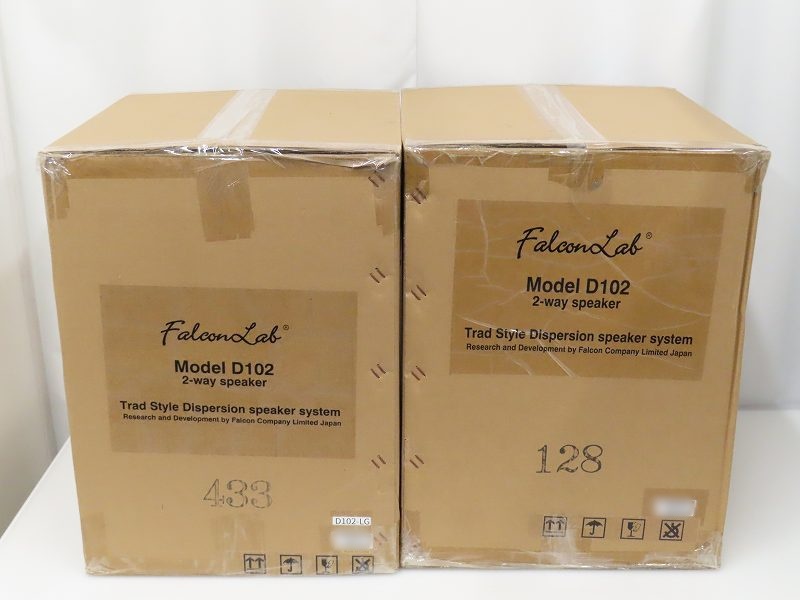 FalconLab®
Model D102
2-way speaker
Trad Style Dispersion speaker system
Research and Development by Falcon Company Limited Japan
433
D102-LG
FalconLab®
Model D102
2-way speaker
Trad Style Dispersion speaker system
Research and Development by Falcon Company Limited Japan
128